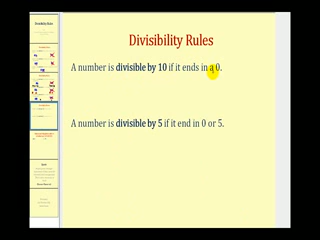 Divisibility Rules
A number is divisible by 10 if it ends in a 0.
A number is divisible by 5 if it end in 0 or 5.